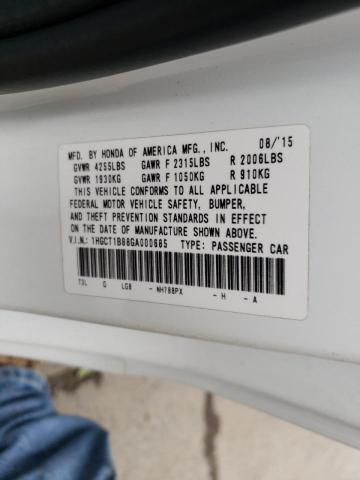 MFD. BY HONDA OF AMERICA MFG., INC. 08/'15
GVWR 4255LBS GAWR F 2315LBS R 2006LBS
GVWR 1930KG GAWR F 1050KG R 910KG
THIS VEHICLE CONFORMS TO ALL APPLICABLE
FEDERAL MOTOR VEHICLE SAFETY, BUMPER,
AND THEFT PREVENTION STANDARDS IN EFFECT
ON THE DATE OF MANUFACTURE SHOWN ABOVE.
V.I.N.: 1HGCT1B88GA000685 TYPE: PASSENGER CAR
T3L G LG8 - NH788PX - H - A